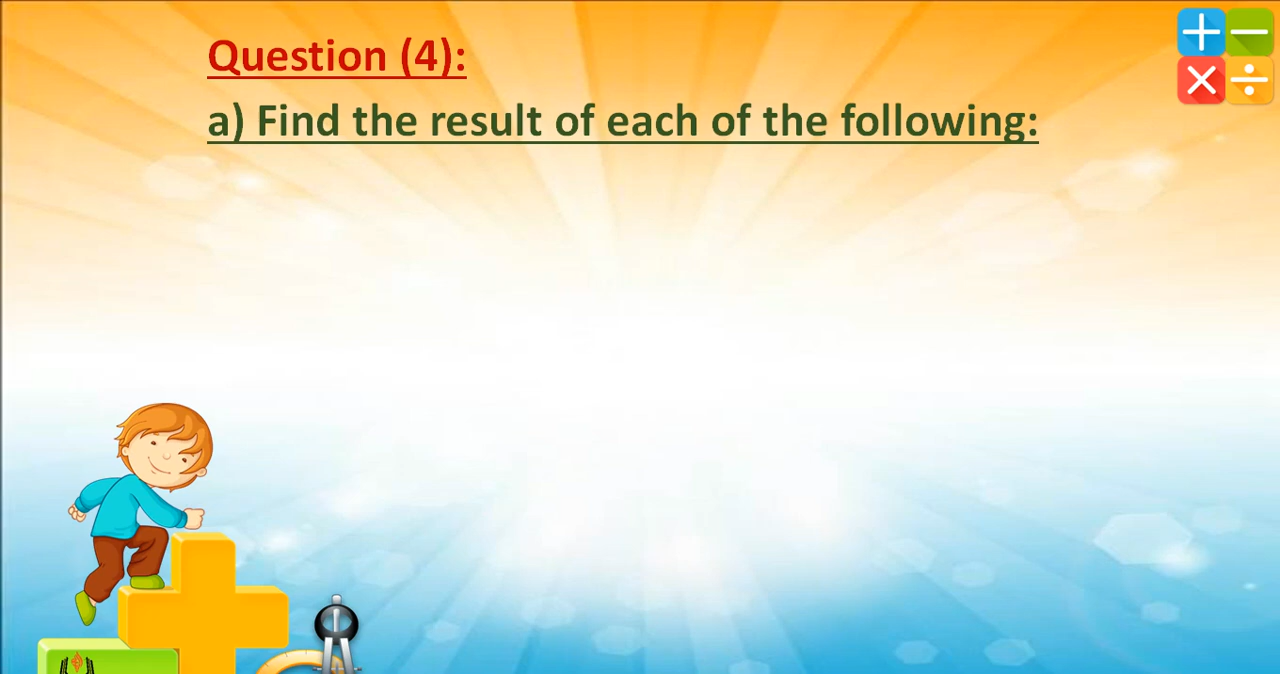 Question (4):
a) Find the result of each of the following: